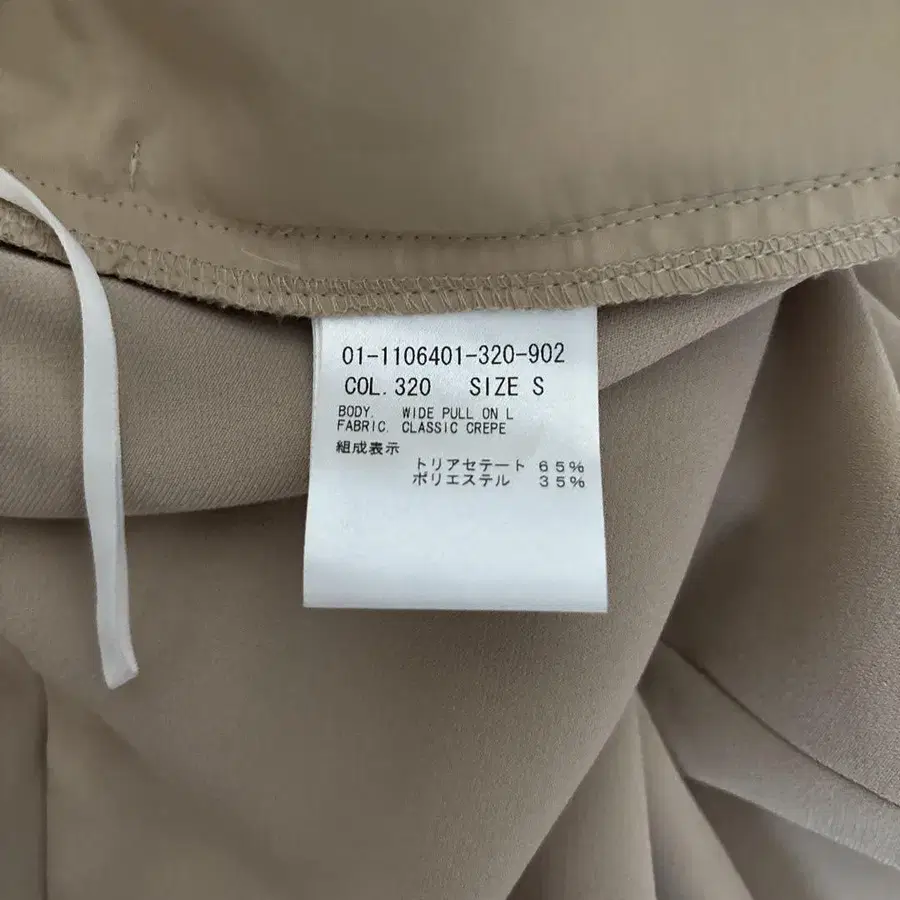 01-1106401-320-902
COL.320 SIZE S
BODY. WIDE PULL ON L
FABRIC. CLASSIC CREPE
組成表示
トリアセテート 65%
ポリエステル 35%